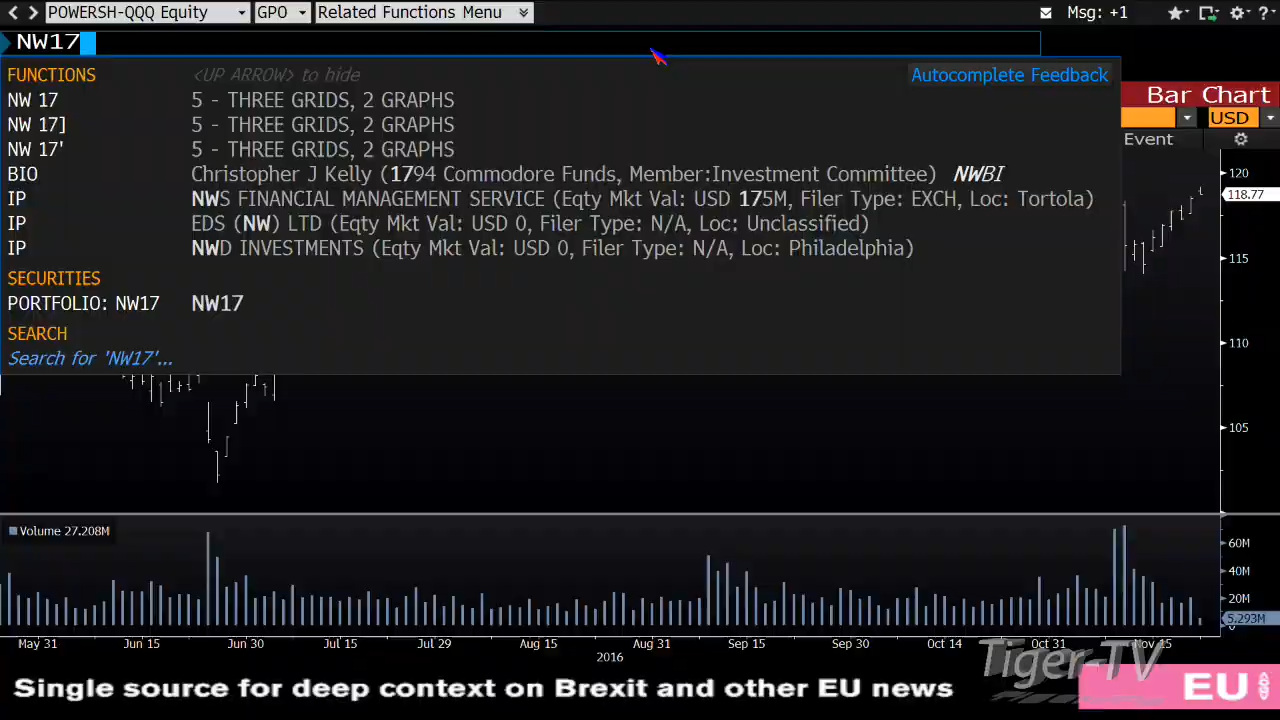 POWERSH-QQQ Equity GPO Related Functions Menu Msg: +1
NW17
FUNCTIONS <UP ARROW> to hide Autocomplete Feedback
NW 17 5 - THREE GRIDS, 2 GRAPHS
NW 17] 5 - THREE GRIDS, 2 GRAPHS
NW 17' 5 - THREE GRIDS, 2 GRAPHS
BIO Christopher J Kelly (1794 Commodore Funds, Member:Investment Committee) NWBI
IP NWS FINANCIAL MANAGEMENT SERVICE (Eqty Mkt Val: USD 175M, Filer Type: EXCH, Loc: Tortola)
IP EDS (NW) LTD (Eqty Mkt Val: USD 0, Filer Type: N/A, Loc: Unclassified)
IP NWD INVESTMENTS (Eqty Mkt Val: USD 0, Filer Type: N/A, Loc: Philadelphia)
SECURITIES
PORTFOLIO: NW17 NW17
SEARCH
Search for 'NW17'...
Bar Chart
USD
Event
120
118.77
115
110
105
Volume 27.208M
60M
40M
20M
5.293M
0
May 31 Jun 15 Jun 30 Jul 15 Jul 29 Aug 15 Aug 31 Sep 15 Sep 30 Oct 14 Oct 31 Nov 15
2016
Tiger-TV
Single source for deep context on Brexit and other EU news EU